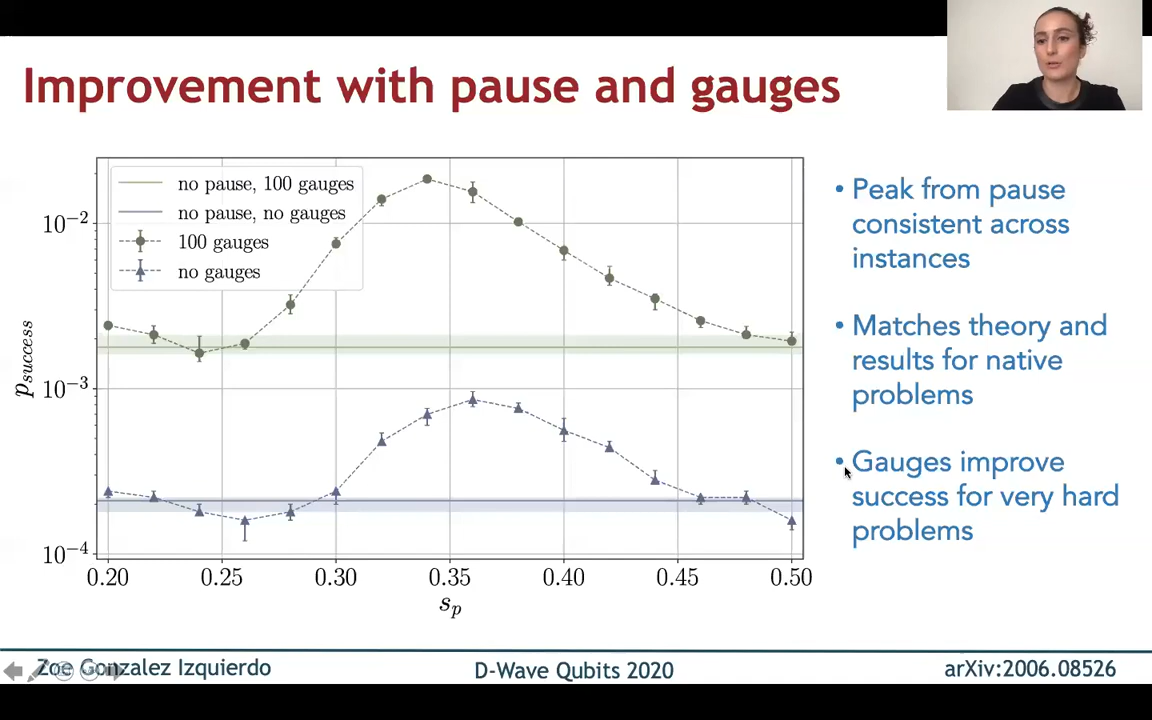 Improvement with pause and gauges
no pause, 100 gauges
no pause, no gauges
100 gauges
no gauges
10⁻²
10⁻³
10⁻⁴
p_success
0.20 0.25 0.30 0.35 0.40 0.45 0.50
s_p
• Peak from pause
consistent across
instances
• Matches theory and
results for native
problems
• Gauges improve
success for very hard
problems
Zoe Gonzalez Izquierdo
D-Wave Qubits 2020
arXiv:2006.08526